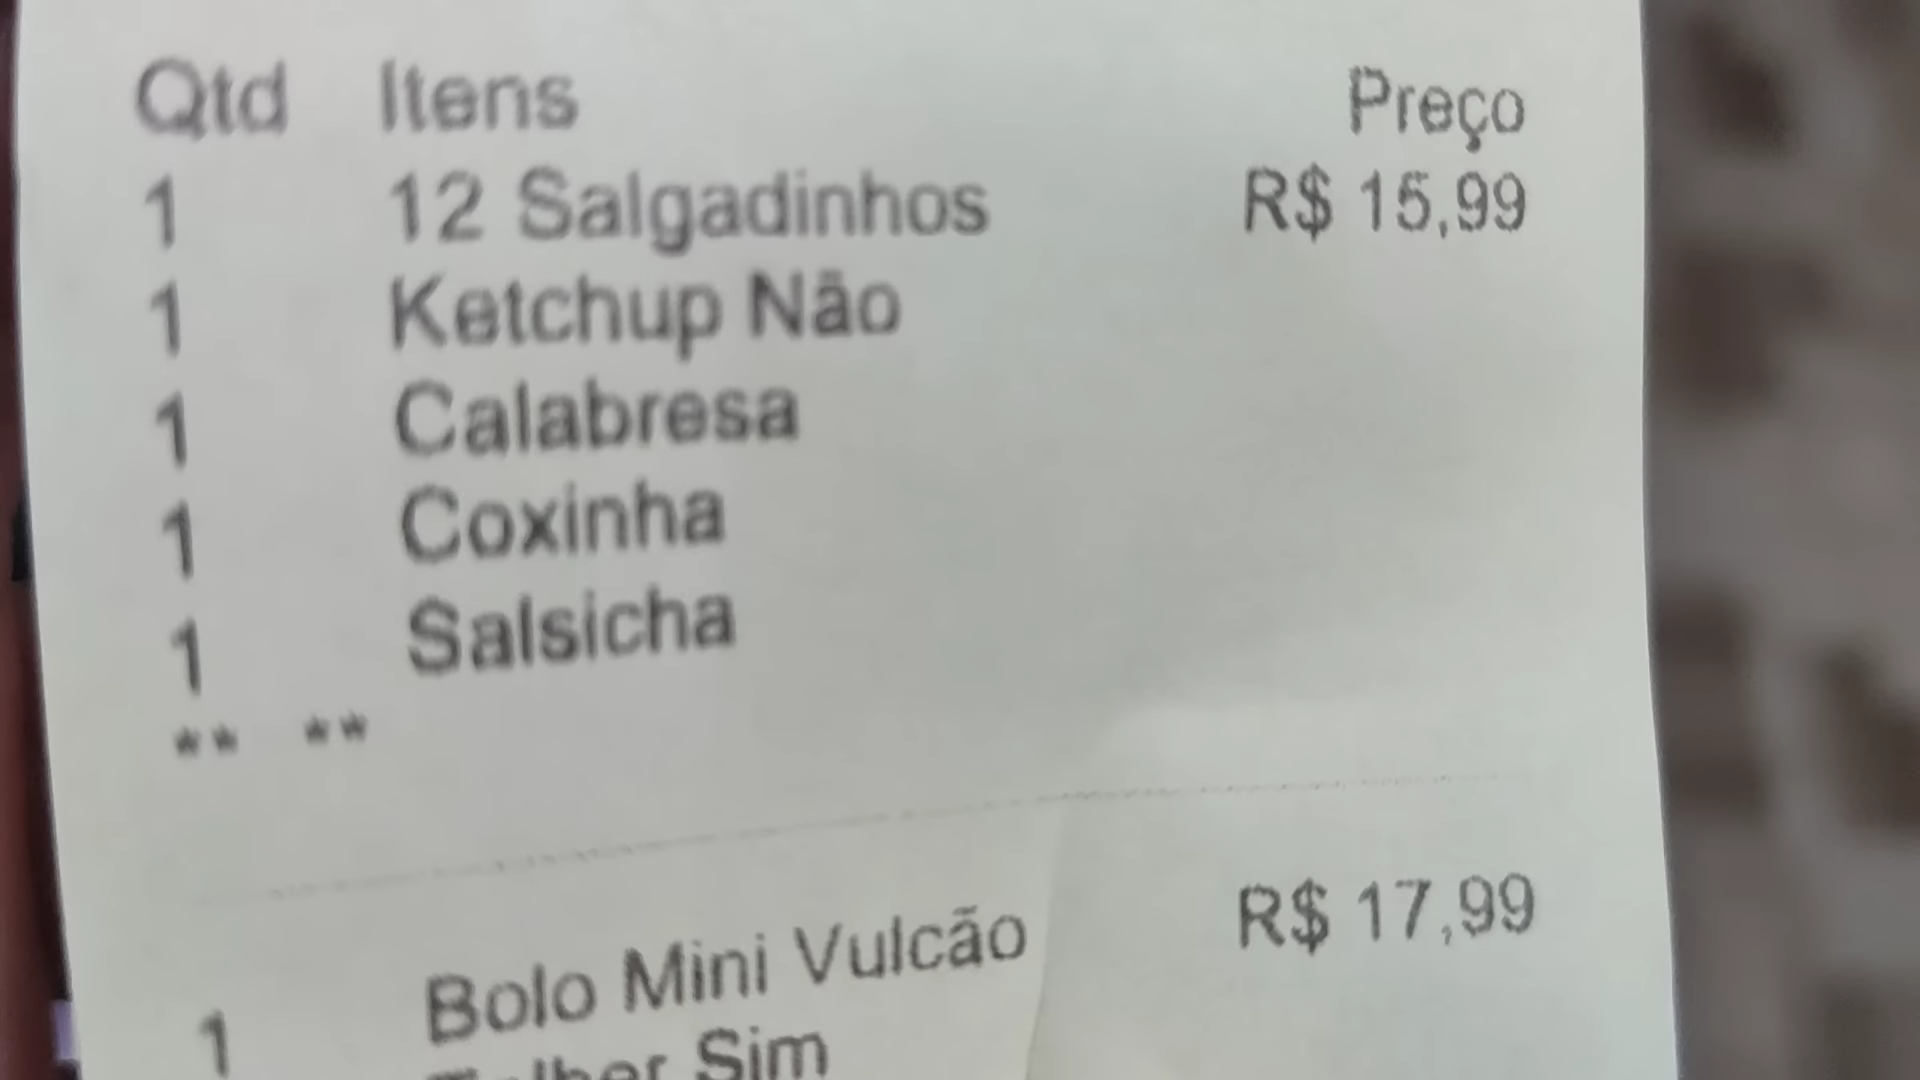 Qtd Itens Preço
1 12 Salgadinhos R$ 15,99
1 Ketchup Não
1 Calabresa
1 Coxinha
1 Salsicha
** **
1 Bolo Mini Vulcão R$ 17,99
Sim